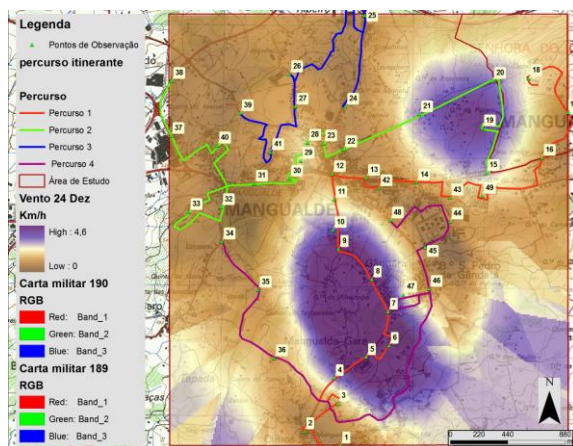 Legenda
Pontos de Observação
percurso itinerante
Percurso
Percurso 1
Percurso 2
Percurso 3
Percurso 4
Área de Estudo
Vento 24 Dez
Km/h
High : 4,6
Low : 0
Carta militar 190
RGB
Red: Band_1
Green: Band_2
Blue: Band_3
Carta militar 189
RGB
Red: Band_1
Green: Band_2
Blue: Band_3
25
38
26
20
18
39
27
24
21
37
19
40
28
23
22
41
29
16
12
15
31
30
13
42
14
33
32
11
43
49
MANGUALDE
48
44
34
10
9
45
8
35
47
46
7
6
36
5
4
3
2
1
N
0 220 440 880